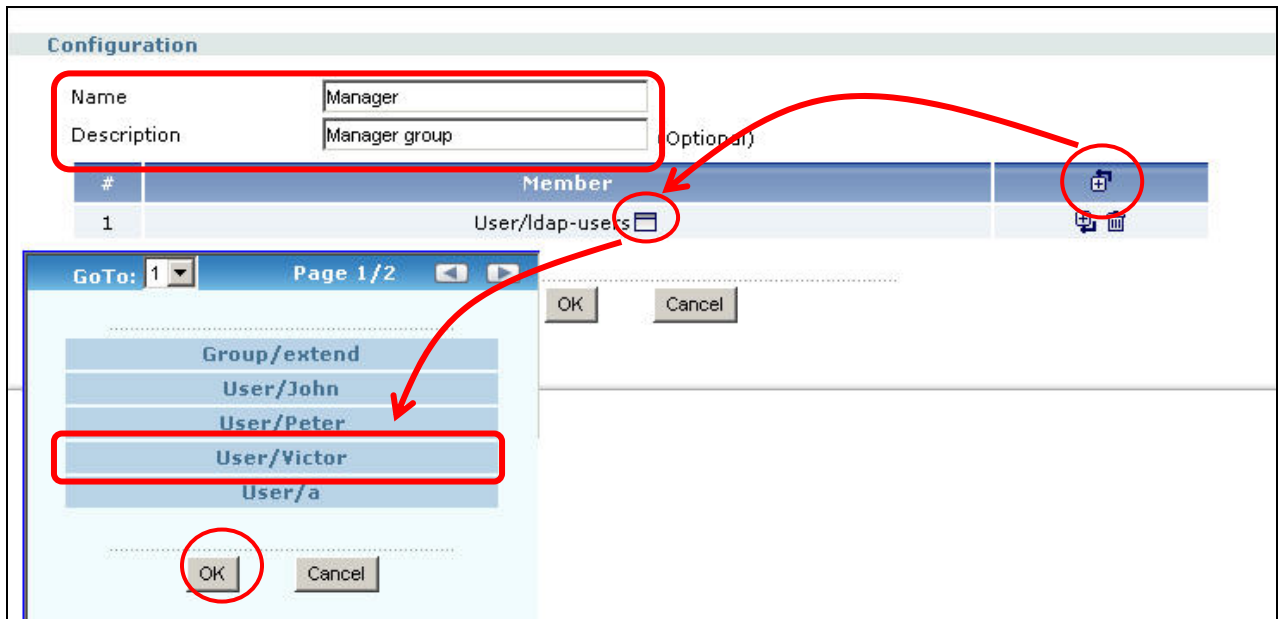 Configuration
Name Manager
Description Manager group (Optional)
# Member
1 User/ldap-users
GoTo: 1 Page 1/2
OK Cancel
Group/extend
User/John
User/Peter
User/Victor
User/a
OK Cancel